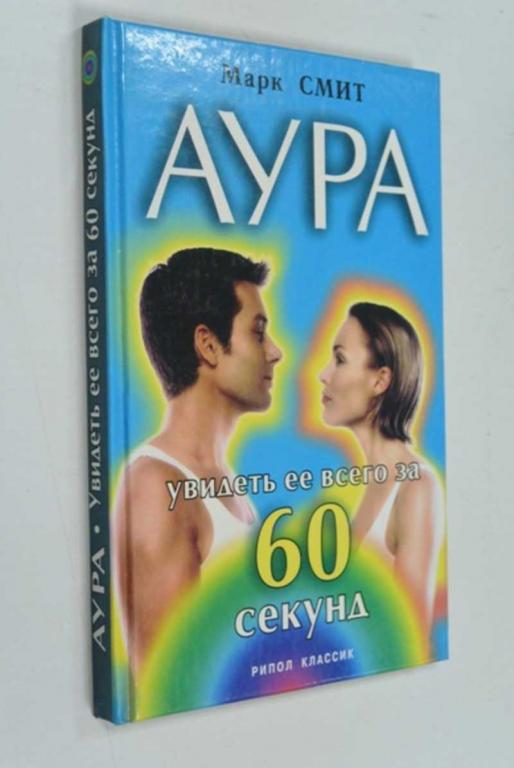 Марк СМИТ
АУРА
увидеть ее всего за
60
секунд
РИПОЛ КЛАССИК
АУРА • Увидеть ее всего за 60 секунд